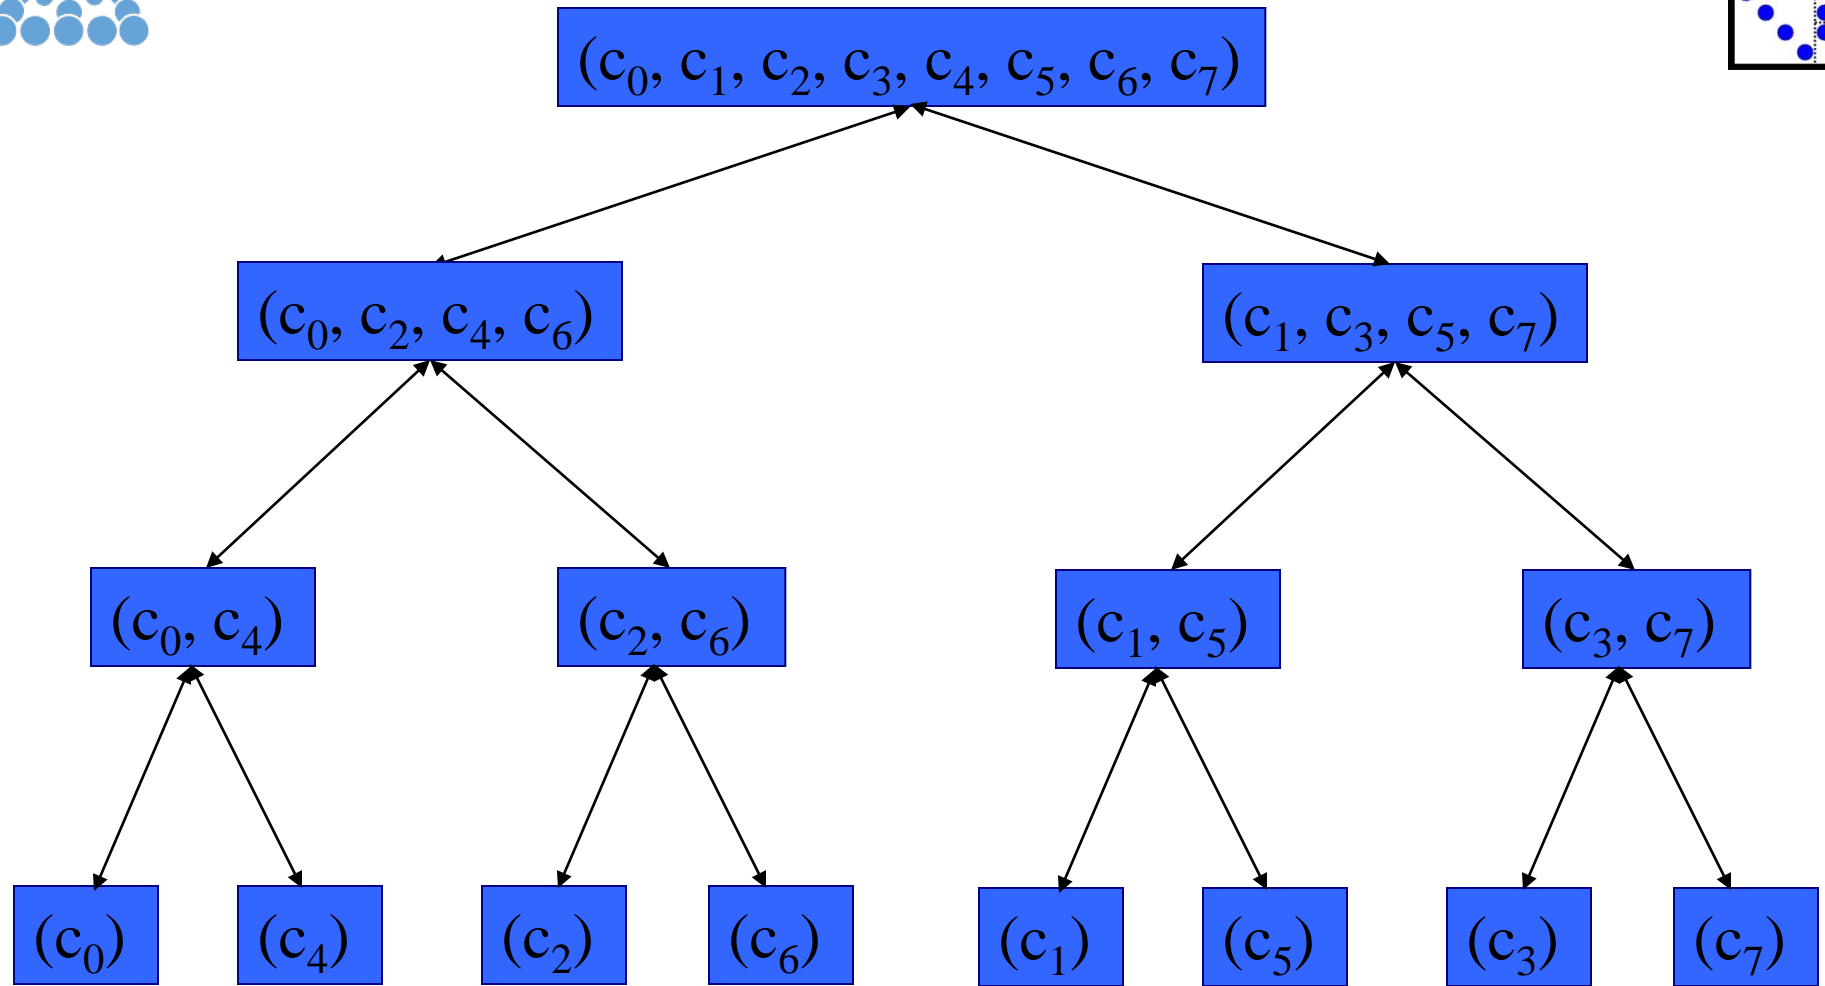 (c₀, c₁, c₂, c₃, c₄, c₅, c₆, c₇)
(c₀, c₂, c₄, c₆)
(c₁, c₃, c₅, c₇)
(c₀, c₄)
(c₂, c₆)
(c₁, c₅)
(c₃, c₇)
(c₀)
(c₄)
(c₂)
(c₆)
(c₁)
(c₅)
(c₃)
(c₇)